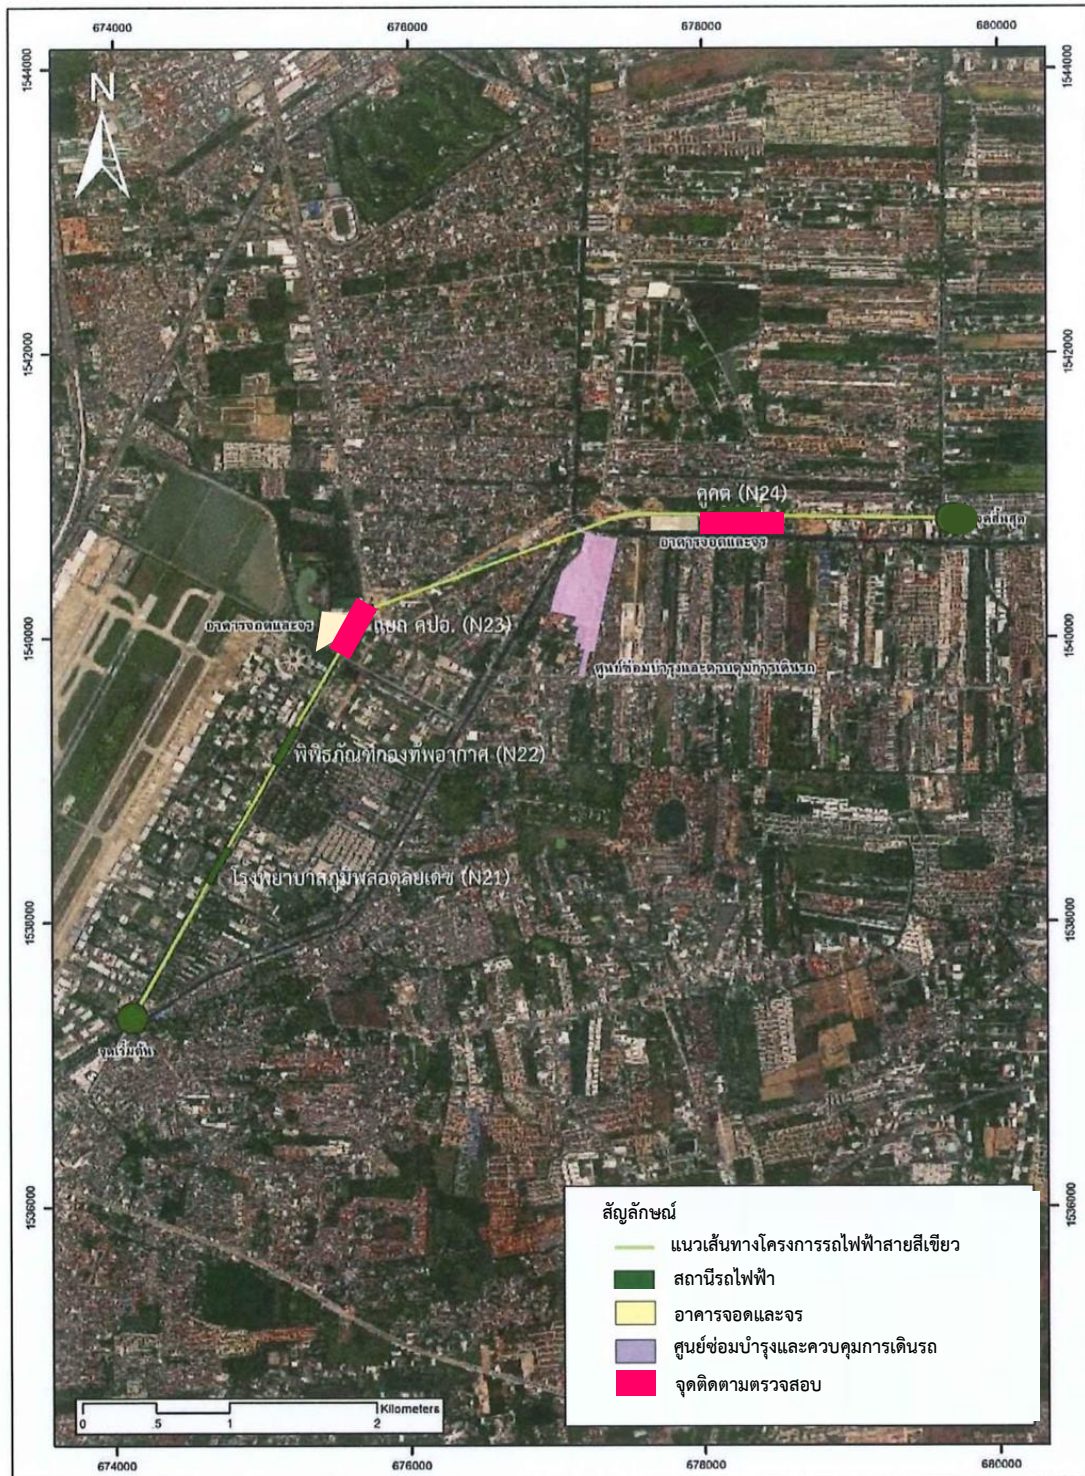 674000
676000
678000
680000
1544000
1544000
N
1542000
1542000
คูคต (N24)
จุดสิ้นสุด
อาคารจอดและจร
อาคารจอดและจร
แยก คปอ. (N23)
1540000
1540000
ศูนย์ซ่อมบำรุงและควบคุมการเดินรถ
พิพิธภัณฑ์กองทัพอากาศ (N22)
โรงพยาบาลภูมิพลอดุลยเดช (N21)
1538000
1538000
จุดเริ่มต้น
1536000
1536000
สัญลักษณ์
แนวเส้นทางโครงการรถไฟฟ้าสายสีเขียว
สถานีรถไฟฟ้า
อาคารจอดและจร
ศูนย์ซ่อมบำรุงและควบคุมการเดินรถ
จุดติดตามตรวจสอบ
Kilometers
0 .5 1 2
674000
676000
678000
680000